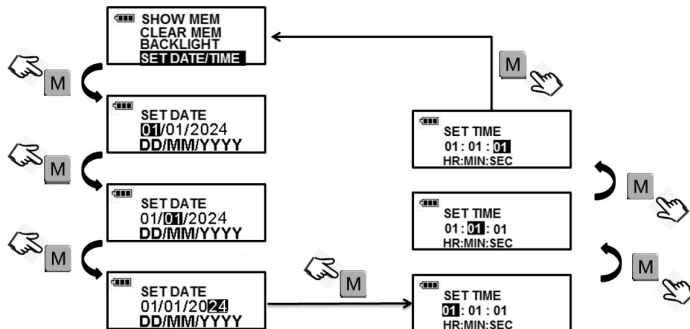 SHOW MEM
CLEAR MEM
BACKLIGHT
SET DATE/TIME
M
SET DATE
01/01/2024
DD/MM/YYYY
M
SET DATE
01/01/2024
DD/MM/YYYY
M
SET DATE
01/01/2024
DD/MM/YYYY
M
SET TIME
01: 01 : 01
HR:MIN:SEC
M
SET TIME
01: 01 : 01
HR:MIN:SEC
M
SET TIME
01: 01 : 01
HR:MIN:SEC
M